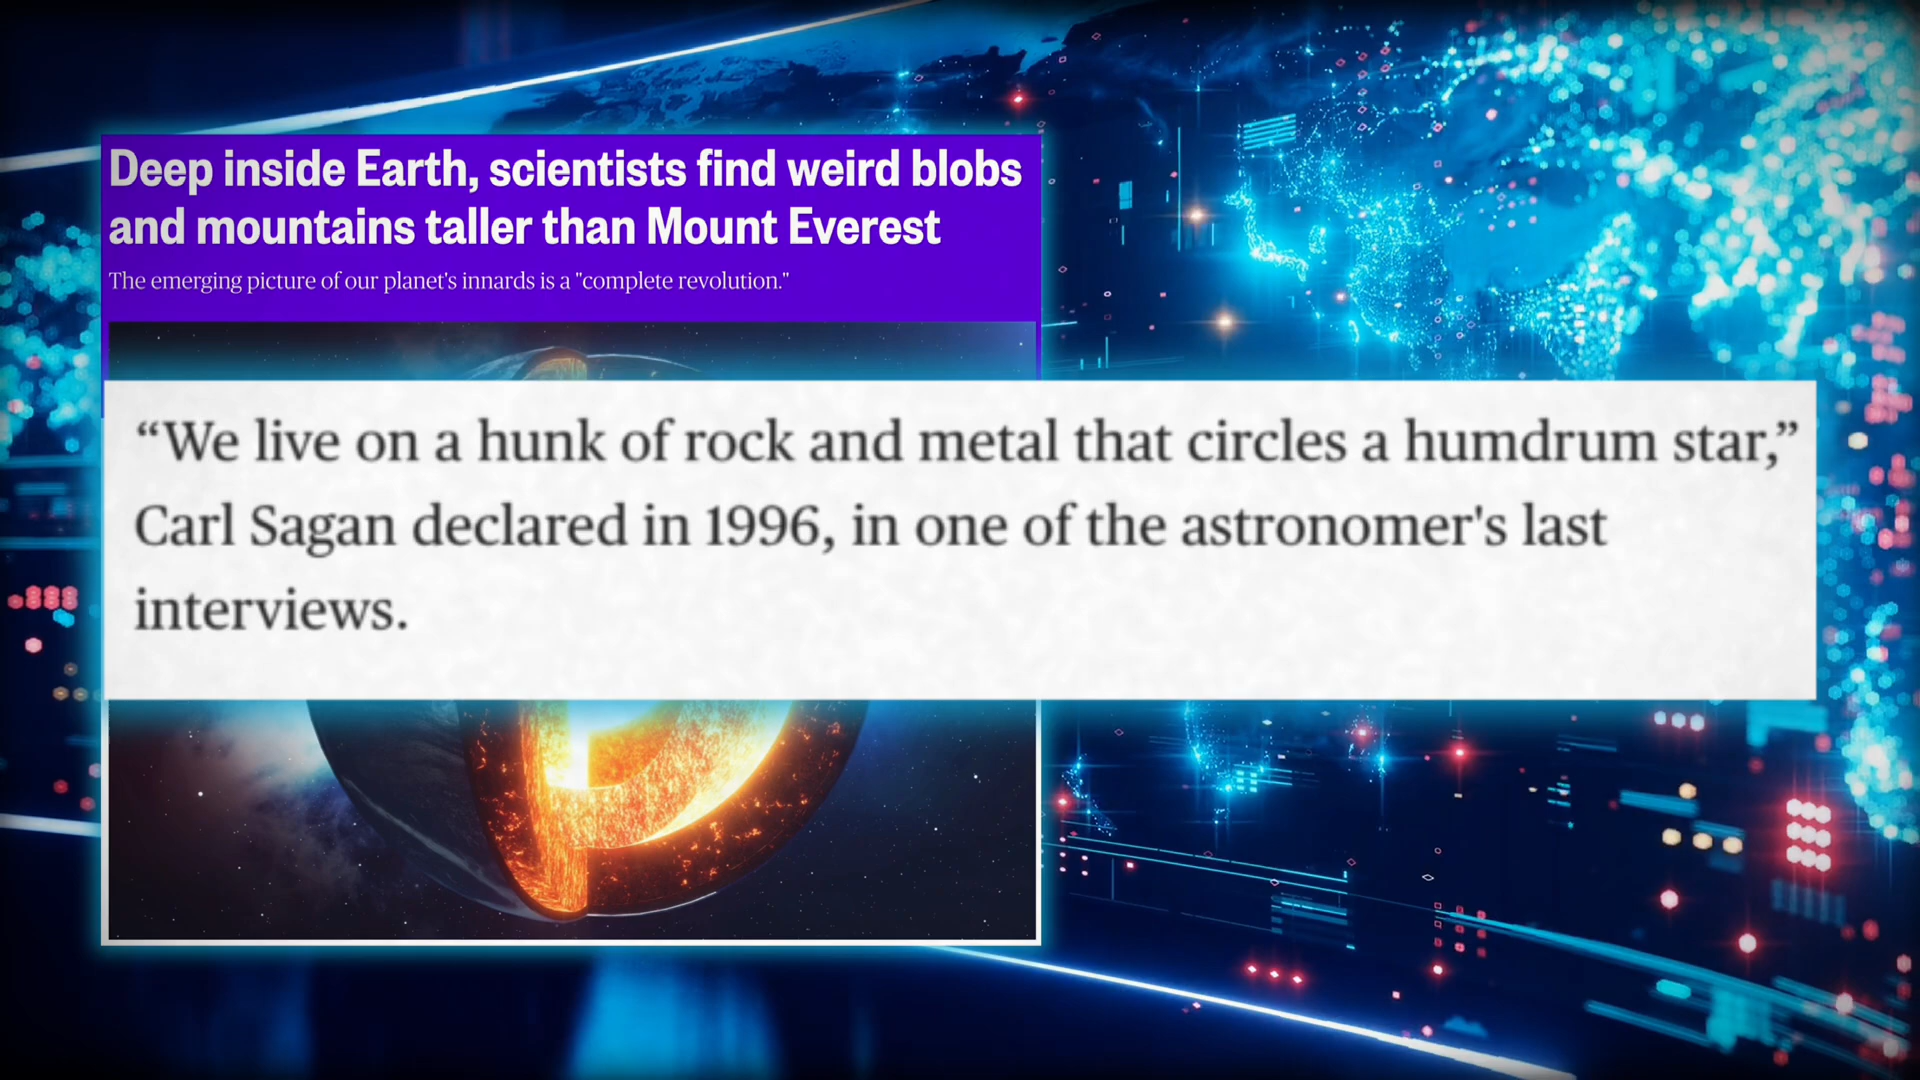 Deep inside Earth, scientists find weird blobs
and mountains taller than Mount Everest
The emerging picture of our planet's innards is a "complete revolution."
“We live on a hunk of rock and metal that circles a humdrum star,”
Carl Sagan declared in 1996, in one of the astronomer's last
interviews.